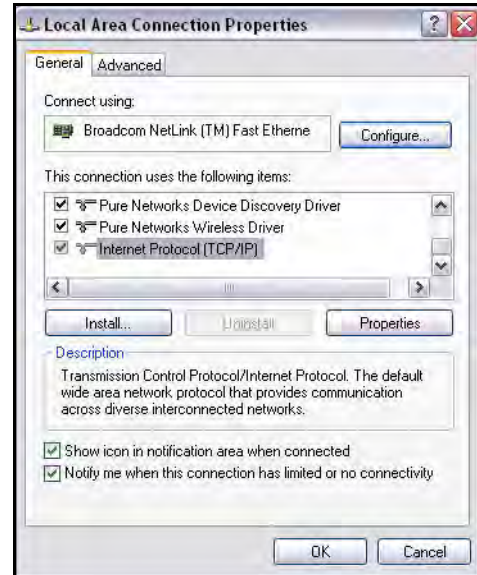 Local Area Connection Properties
General Advanced
Connect using:
Broadcom NetLink (TM) Fast Etherne Configure...
This connection uses the following items:
Pure Networks Device Discovery Driver
Pure Networks Wireless Driver
Internet Protocol (TCP/IP)
Install... Uninstall Properties
Description
Transmission Control Protocol/Internet Protocol. The default
wide area network protocol that provides communication
across diverse interconnected networks.
Show icon in notification area when connected
Notify me when this connection has limited or no connectivity
OK Cancel